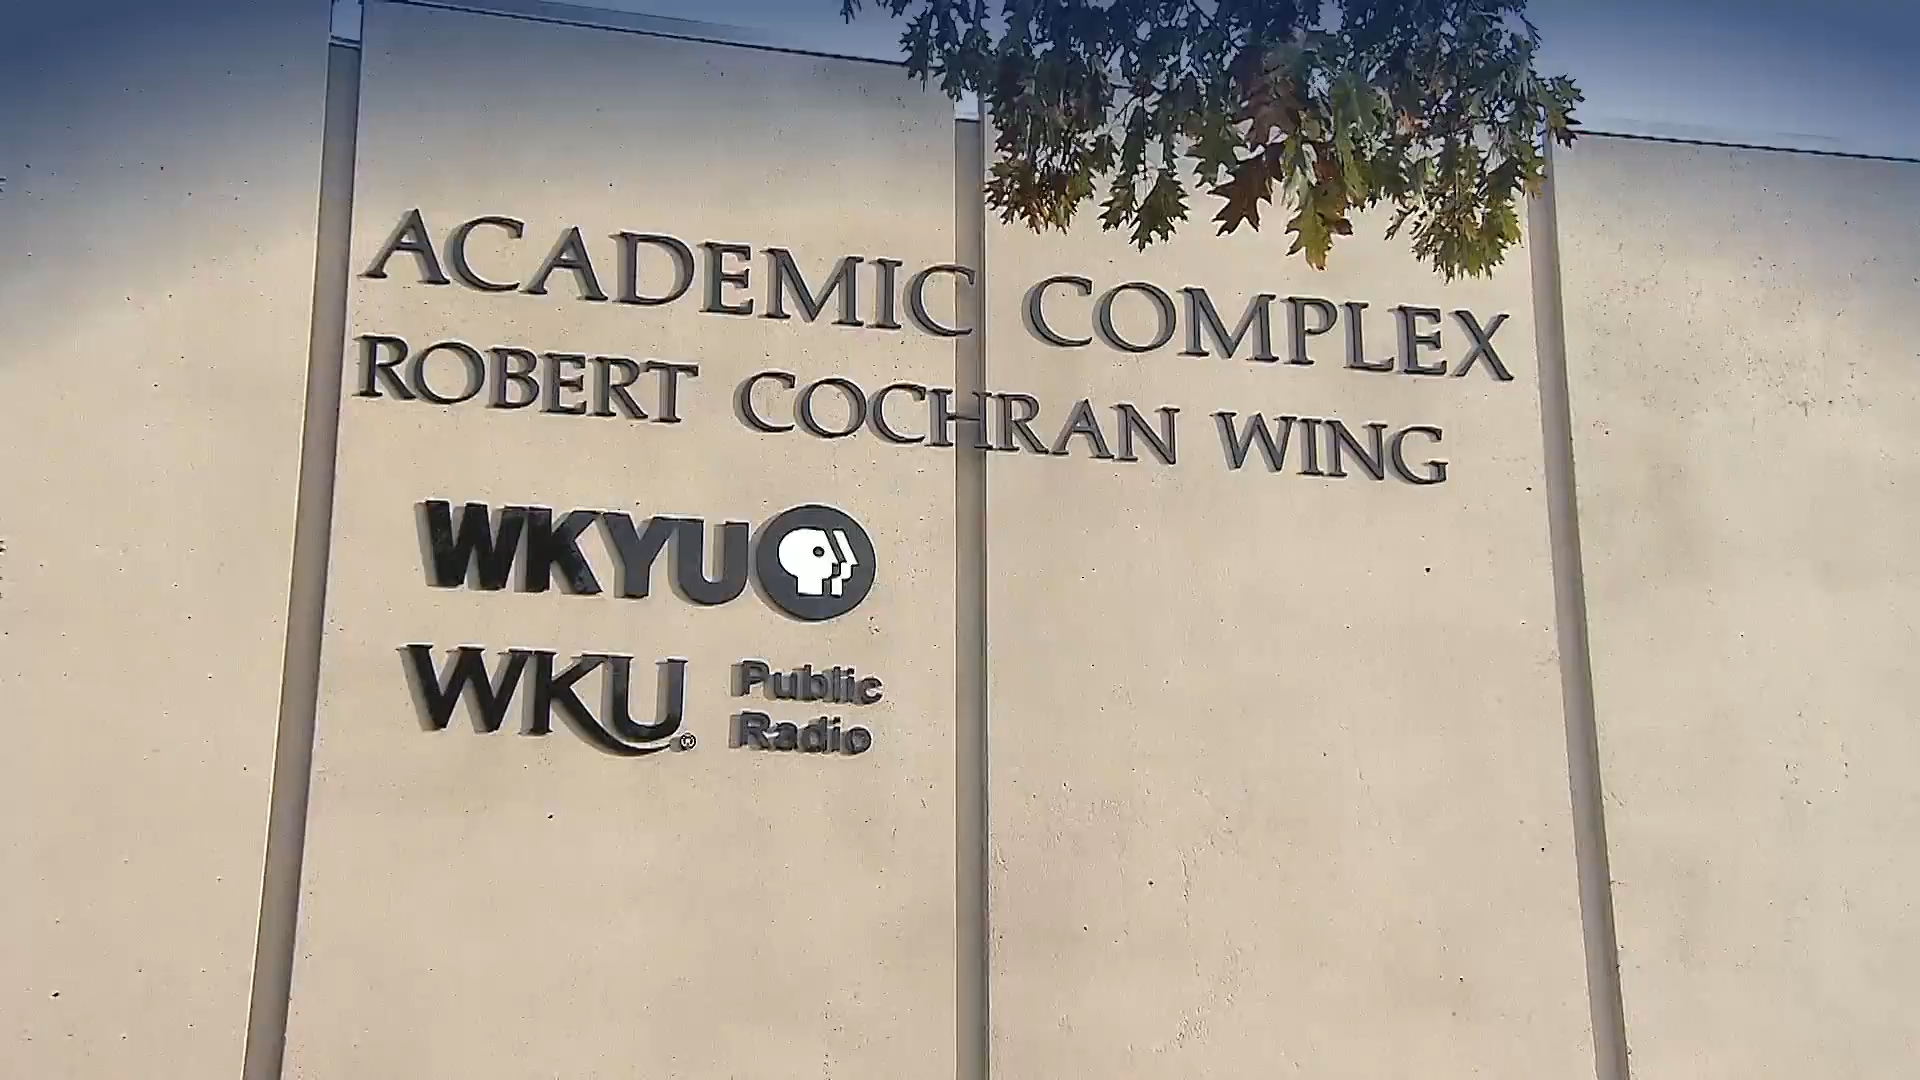 ACADEMIC COMPLEX
ROBERT COCHRAN WING
WKYU
WKU® Public
Radio